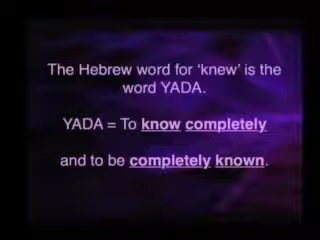 The Hebrew word for ‘knew’ is the
word YADA.
YADA = To know completely
and to be completely known.